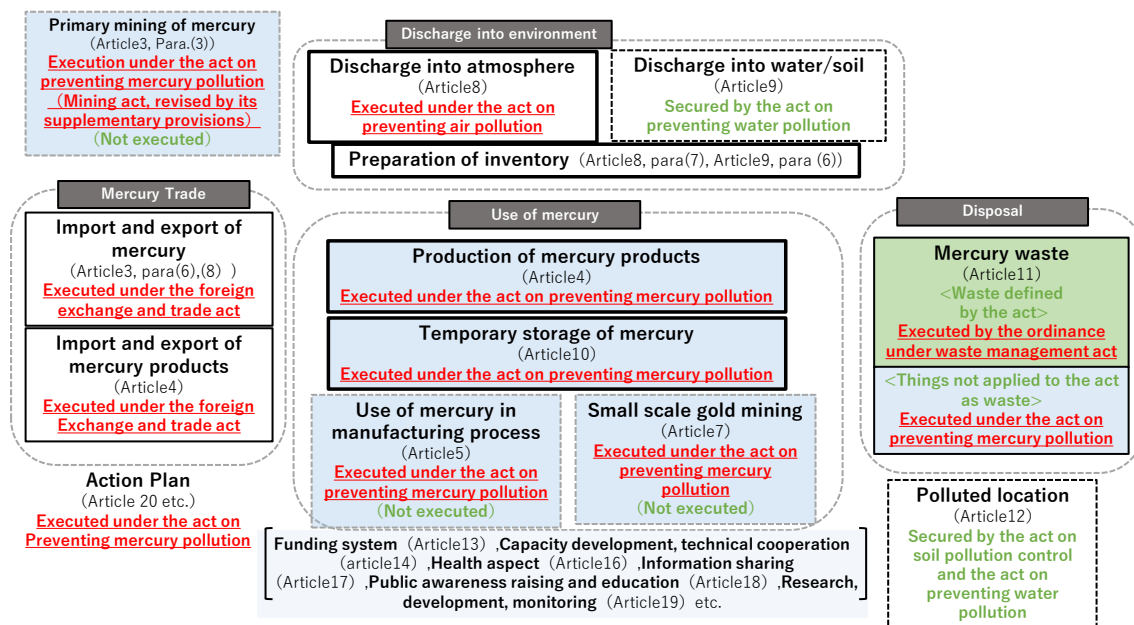 Primary mining of mercury
(Article3, Para.(3))
Execution under the act on
preventing mercury pollution
（Mining act, revised by its
supplementary provisions）
(Not executed)
Discharge into environment
Discharge into atmosphere
(Article8)
Executed under the act on
preventing air pollution
Discharge into water/soil
(Article9)
Secured by the act on
preventing water pollution
Preparation of inventory（Article8, para(7), Article9, para (6)）
Mercury Trade
Import and export of
mercury
(Article3, para(6),(8) ）
Executed under the foreign
exchange and trade act
Import and export of
mercury products
(Article4)
Executed under the foreign
Exchange and trade act
Action Plan
(Article 20 etc.)
Executed under the act on
Preventing mercury pollution
Use of mercury
Production of mercury products
(Article4)
Executed under the act on preventing mercury pollution
Temporary storage of mercury
(Article10)
Executed under the act on preventing mercury pollution
Use of mercury in
manufacturing process
(Article5)
Executed under the act on
preventing mercury pollution
(Not executed)
Small scale gold mining
(Article7)
Executed under the act on
preventing mercury
pollution
(Not executed)
Funding system（Article13）,Capacity development, technical cooperation
（article14）,Health aspect（Article16）,Information sharing
（Article17）,Public awareness raising and education（Article18）,Research,
development, monitoring（Article19）etc.
Disposal
Mercury waste
(Article11)
<Waste defined
by the act>
Executed by the ordinance
under waste management act
<Things not applied to the act
as waste>
Executed under the act on
preventing mercury pollution
Polluted location
(Article12)
Secured by the act on
soil pollution control
and the act on
preventing water
pollution